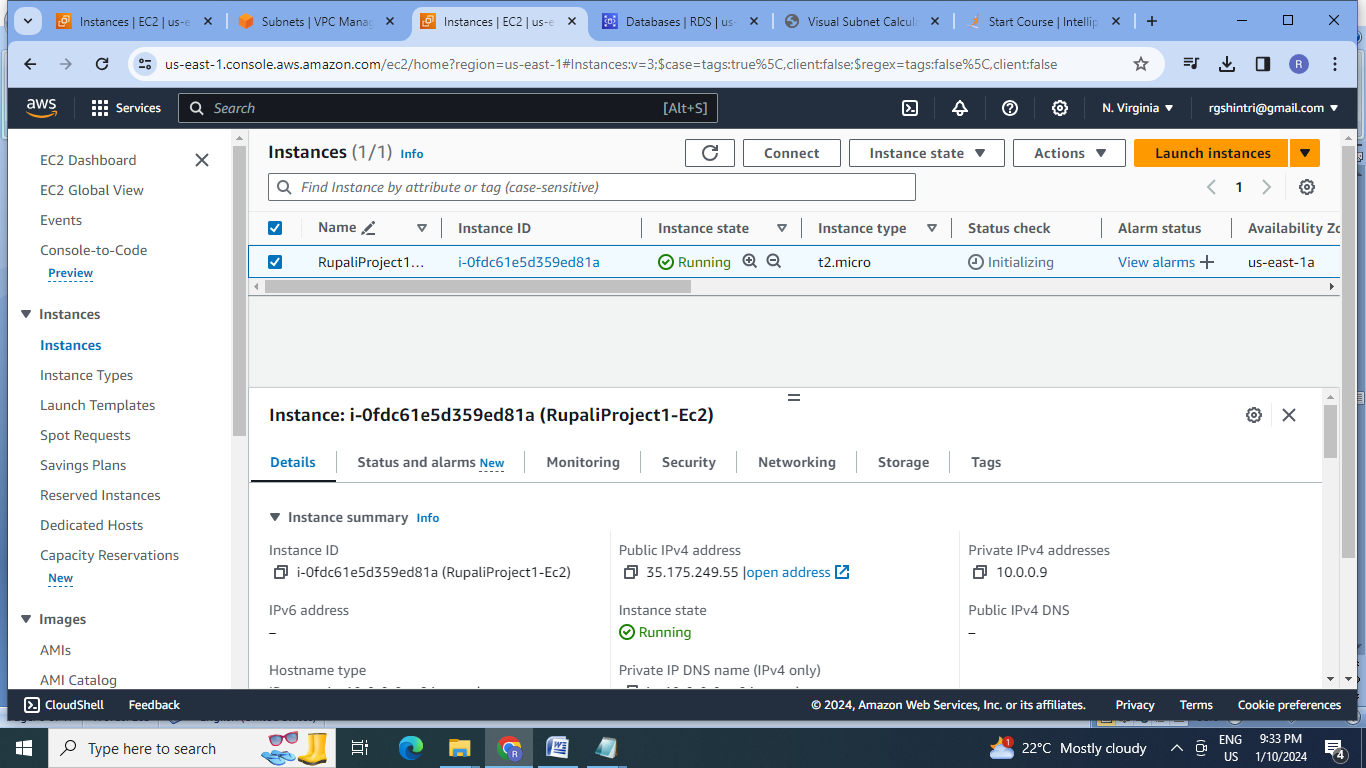 Instances | EC2 | us-e
Subnets | VPC Manag
Instances | EC2 | us-e
Databases | RDS | us-
Visual Subnet Calcul
Start Course | Intellip
us-east-1.console.aws.amazon.com/ec2/home?region=us-east-1#Instances:v=3;$case=tags:true%5C,client:false;$regex=tags:false%5C,client:false
R
aws Services Search [Alt+S] N. Virginia rgshintri@gmail.com
EC2 Dashboard
EC2 Global View
Events
Console-to-Code
Preview
Instances
Instances
Instance Types
Launch Templates
Spot Requests
Savings Plans
Reserved Instances
Dedicated Hosts
Capacity Reservations
New
Images
AMIs
AMI Catalog
Instances (1/1) Info
Connect Instance state Actions Launch instances
Find Instance by attribute or tag (case-sensitive)
1
Name Instance ID Instance state Instance type Status check Alarm status Availability Zo
RupaliProject1... i-0fdc61e5d359ed81a Running t2.micro Initializing View alarms us-east-1a
Instance: i-0fdc61e5d359ed81a (RupaliProject1-Ec2)
Details Status and alarms New Monitoring Security Networking Storage Tags
Instance summary Info
Instance ID
i-0fdc61e5d359ed81a (RupaliProject1-Ec2)
Public IPv4 address
35.175.249.55 |open address
Private IPv4 addresses
10.0.0.9
IPv6 address
–
Instance state
Running
Public IPv4 DNS
–
Hostname type
Private IP DNS name (IPv4 only)
CloudShell Feedback © 2024, Amazon Web Services, Inc. or its affiliates. Privacy Terms Cookie preferences
Type here to search
1
22°C Mostly cloudy
ENG
US
9:33 PM
1/10/2024
4